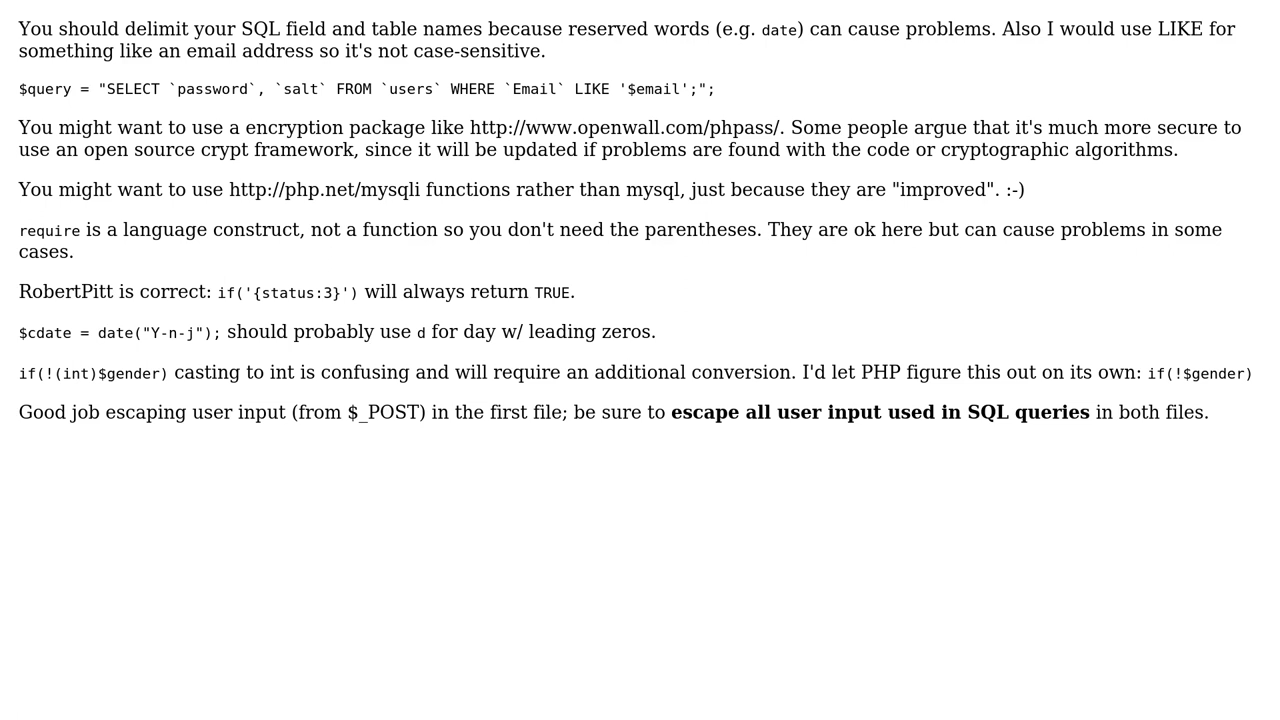 You should delimit your SQL field and table names because reserved words (e.g. date) can cause problems. Also I would use LIKE for
something like an email address so it's not case-sensitive.
$query = "SELECT `password`, `salt` FROM `users` WHERE `Email` LIKE '$email';";
You might want to use a encryption package like http://www.openwall.com/phpass/. Some people argue that it's much more secure to
use an open source crypt framework, since it will be updated if problems are found with the code or cryptographic algorithms.
You might want to use http://php.net/mysqli functions rather than mysql, just because they are "improved". :-)
require is a language construct, not a function so you don't need the parentheses. They are ok here but can cause problems in some
cases.
RobertPitt is correct: if('{status:3}') will always return TRUE.
$cdate = date("Y-n-j"); should probably use d for day w/ leading zeros.
if(!(int)$gender) casting to int is confusing and will require an additional conversion. I'd let PHP figure this out on its own: if(!$gender)
Good job escaping user input (from $_POST) in the first file; be sure to escape all user input used in SQL queries in both files.